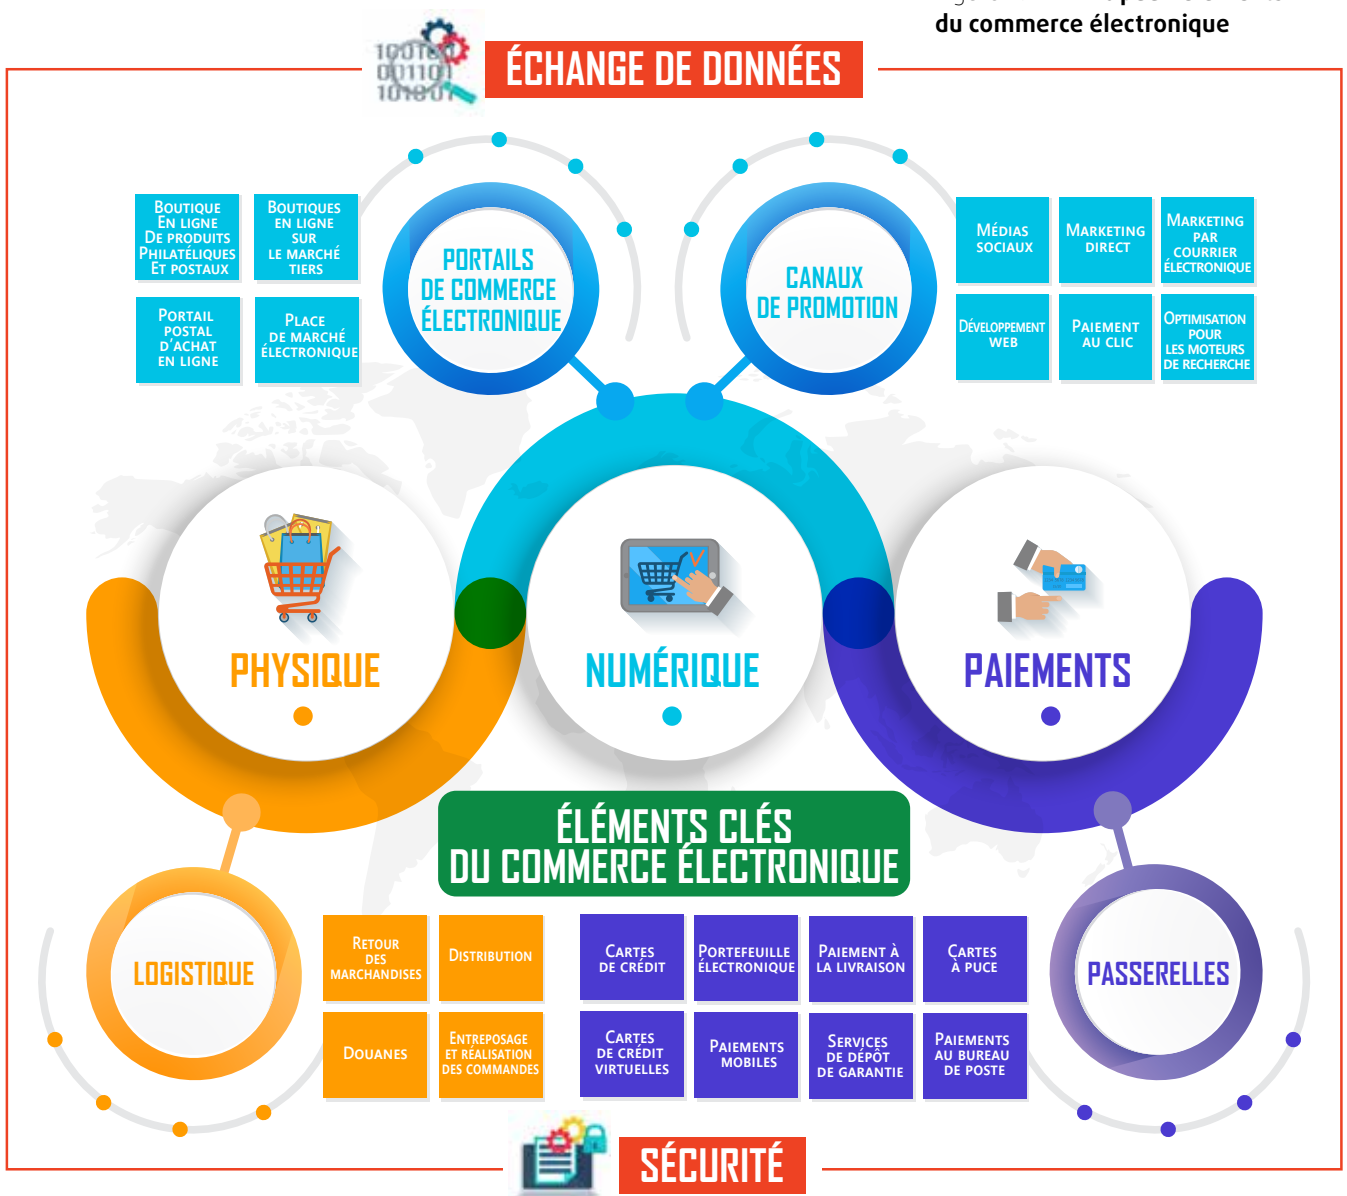 du commerce électronique
ÉCHANGE DE DONNÉES
BOUTIQUE
EN LIGNE
DE PRODUITS
PHILATÉLIQUES
ET POSTAUX
BOUTIQUES
EN LIGNE
SUR
LE MARCHÉ
TIERS
PORTAIL
POSTAL
D'ACHAT
EN LIGNE
PLACE
DE MARCHÉ
ÉLECTRONIQUE
PORTAILS
DE COMMERCE
ÉLECTRONIQUE
CANAUX
DE PROMOTION
MÉDIAS
SOCIAUX
MARKETING
DIRECT
MARKETING
PAR
COURRIER
ÉLECTRONIQUE
DÉVELOPPEMENT
WEB
PAIEMENT
AU CLIC
OPTIMISATION
POUR
LES MOTEURS
DE RECHERCHE
PHYSIQUE
NUMÉRIQUE
PAIEMENTS
ÉLÉMENTS CLÉS
DU COMMERCE ÉLECTRONIQUE
LOGISTIQUE
RETOUR
DES
MARCHANDISES
DISTRIBUTION
DOUANES
ENTREPOSAGE
ET RÉALISATION
DES COMMANDES
CARTES
DE CRÉDIT
PORTEFEUILLE
ÉLECTRONIQUE
PAIEMENT À
LA LIVRAISON
CARTES
À PUCE
CARTES
DE CRÉDIT
VIRTUELLES
PAIEMENTS
MOBILES
SERVICES
DE DÉPÔT
DE GARANTIE
PAIEMENTS
AU BUREAU
DE POSTE
PASSERELLES
SÉCURITÉ